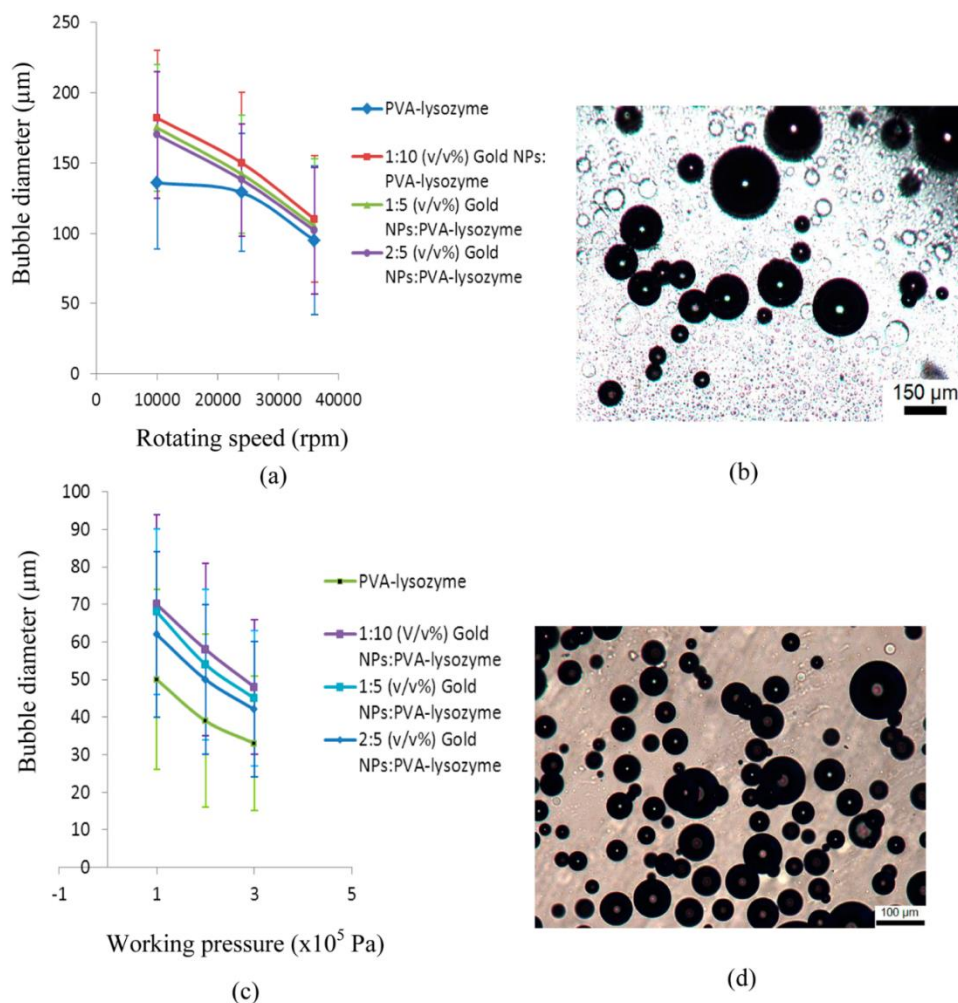 250
200
150
100
50
0
0
10000
20000
30000
40000
Bubble diameter (µm)
Rotating speed (rpm)
PVA-lysozyme
1:10 (v/v%) Gold NPs:
PVA-lysozyme
1:5 (v/v%) Gold
NPs:PVA-lysozyme
2:5 (v/v%) Gold
NPs:PVA-lysozyme
(a)
150 µm
(b)
100
90
80
70
60
50
40
30
20
10
0
-1
1
3
5
Bubble diameter (µm)
Working pressure (x10⁵ Pa)
PVA-lysozyme
1:10 (V/v%) Gold
NPs:PVA-lysozyme
1:5 (v/v%) Gold
NPs:PVA-lysozyme
2:5 (v/v%) Gold
NPs:PVA-lysozyme
(c)
100 µm
(d)